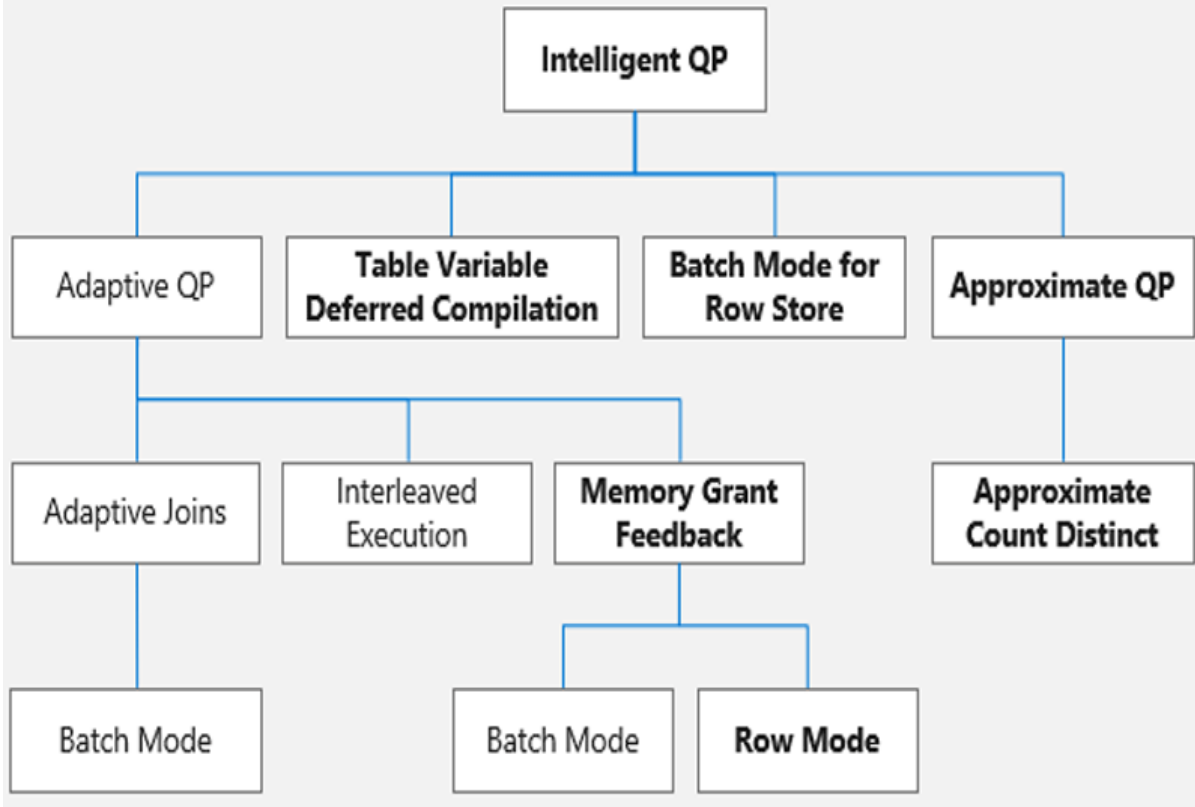 Intelligent QP
Adaptive QP
Table Variable
Deferred Compilation
Batch Mode for
Row Store
Approximate QP
Adaptive Joins
Interleaved
Execution
Memory Grant
Feedback
Approximate
Count Distinct
Batch Mode
Batch Mode
Row Mode